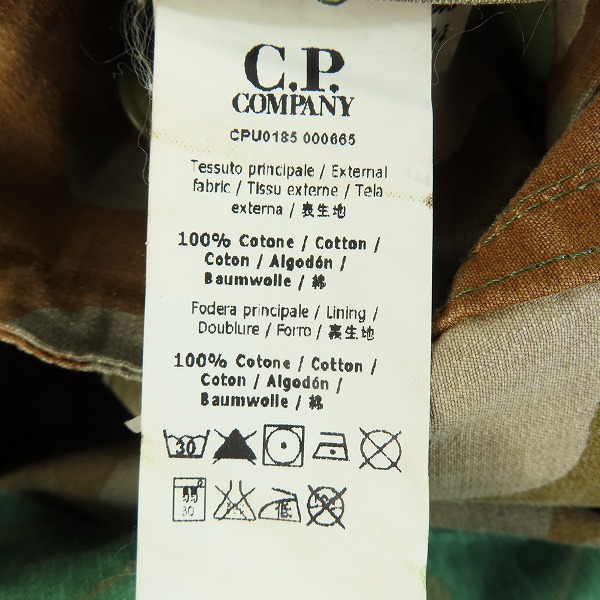 C.P.
COMPANY
CPU0185 000665
Tessuto principale / External
fabric / Tissu externe / Tela
externa / 表生地
100% Cotone / Cotton /
Coton / Algodón /
Baumwolle / 綿
Fodera principale / Lining /
Doublure / Forro / 裏生地
100% Cotone / Cotton /
Coton / Algodón /
Baumwolle / 綿
30
30 低